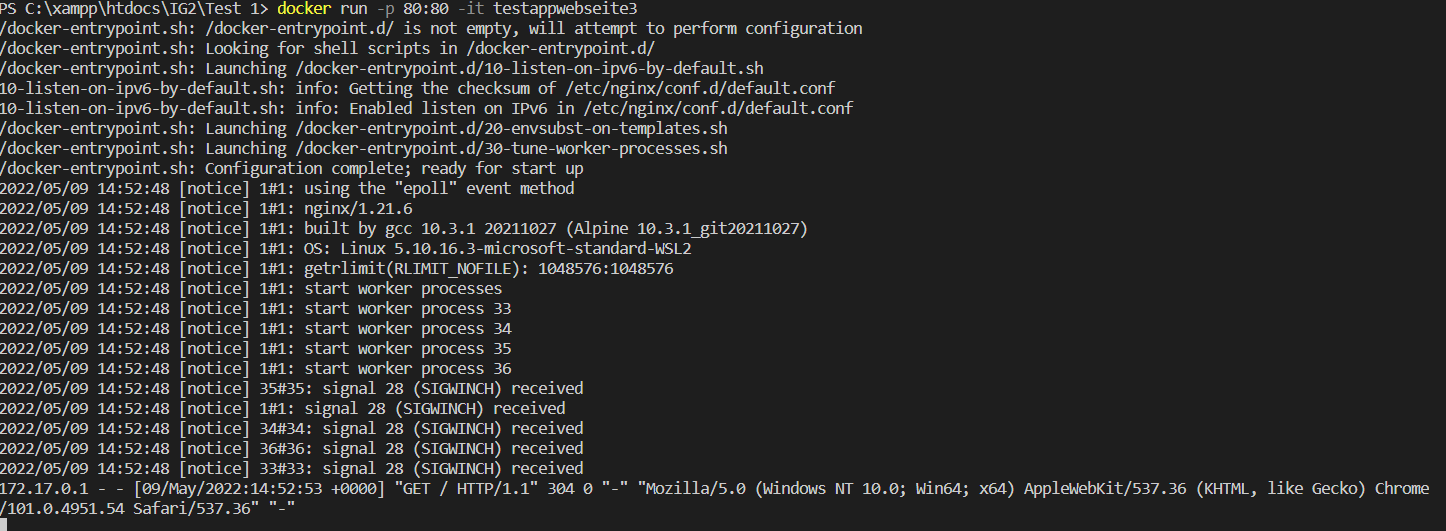 PS C:\xampp\htdocs\IG2\Test 1> docker run -p 80:80 -it testappwebseite3
/docker-entrypoint.sh: /docker-entrypoint.d/ is not empty, will attempt to perform configuration
/docker-entrypoint.sh: Looking for shell scripts in /docker-entrypoint.d/
/docker-entrypoint.sh: Launching /docker-entrypoint.d/10-listen-on-ipv6-by-default.sh
10-listen-on-ipv6-by-default.sh: info: Getting the checksum of /etc/nginx/conf.d/default.conf
10-listen-on-ipv6-by-default.sh: info: Enabled listen on IPv6 in /etc/nginx/conf.d/default.conf
/docker-entrypoint.sh: Launching /docker-entrypoint.d/20-envsubst-on-templates.sh
/docker-entrypoint.sh: Launching /docker-entrypoint.d/30-tune-worker-processes.sh
/docker-entrypoint.sh: Configuration complete; ready for start up
2022/05/09 14:52:48 [notice] 1#1: using the "epoll" event method
2022/05/09 14:52:48 [notice] 1#1: nginx/1.21.6
2022/05/09 14:52:48 [notice] 1#1: built by gcc 10.3.1 20211027 (Alpine 10.3.1_git20211027)
2022/05/09 14:52:48 [notice] 1#1: OS: Linux 5.10.16.3-microsoft-standard-WSL2
2022/05/09 14:52:48 [notice] 1#1: getrlimit(RLIMIT_NOFILE): 1048576:1048576
2022/05/09 14:52:48 [notice] 1#1: start worker processes
2022/05/09 14:52:48 [notice] 1#1: start worker process 33
2022/05/09 14:52:48 [notice] 1#1: start worker process 34
2022/05/09 14:52:48 [notice] 1#1: start worker process 35
2022/05/09 14:52:48 [notice] 1#1: start worker process 36
2022/05/09 14:52:48 [notice] 35#35: signal 28 (SIGWINCH) received
2022/05/09 14:52:48 [notice] 1#1: signal 28 (SIGWINCH) received
2022/05/09 14:52:48 [notice] 34#34: signal 28 (SIGWINCH) received
2022/05/09 14:52:48 [notice] 36#36: signal 28 (SIGWINCH) received
2022/05/09 14:52:48 [notice] 33#33: signal 28 (SIGWINCH) received
172.17.0.1 - - [09/May/2022:14:52:53 +0000] "GET / HTTP/1.1" 304 0 "-" "Mozilla/5.0 (Windows NT 10.0; Win64; x64) AppleWebKit/537.36 (KHTML, like Gecko) Chrome
/101.0.4951.54 Safari/537.36" "-"